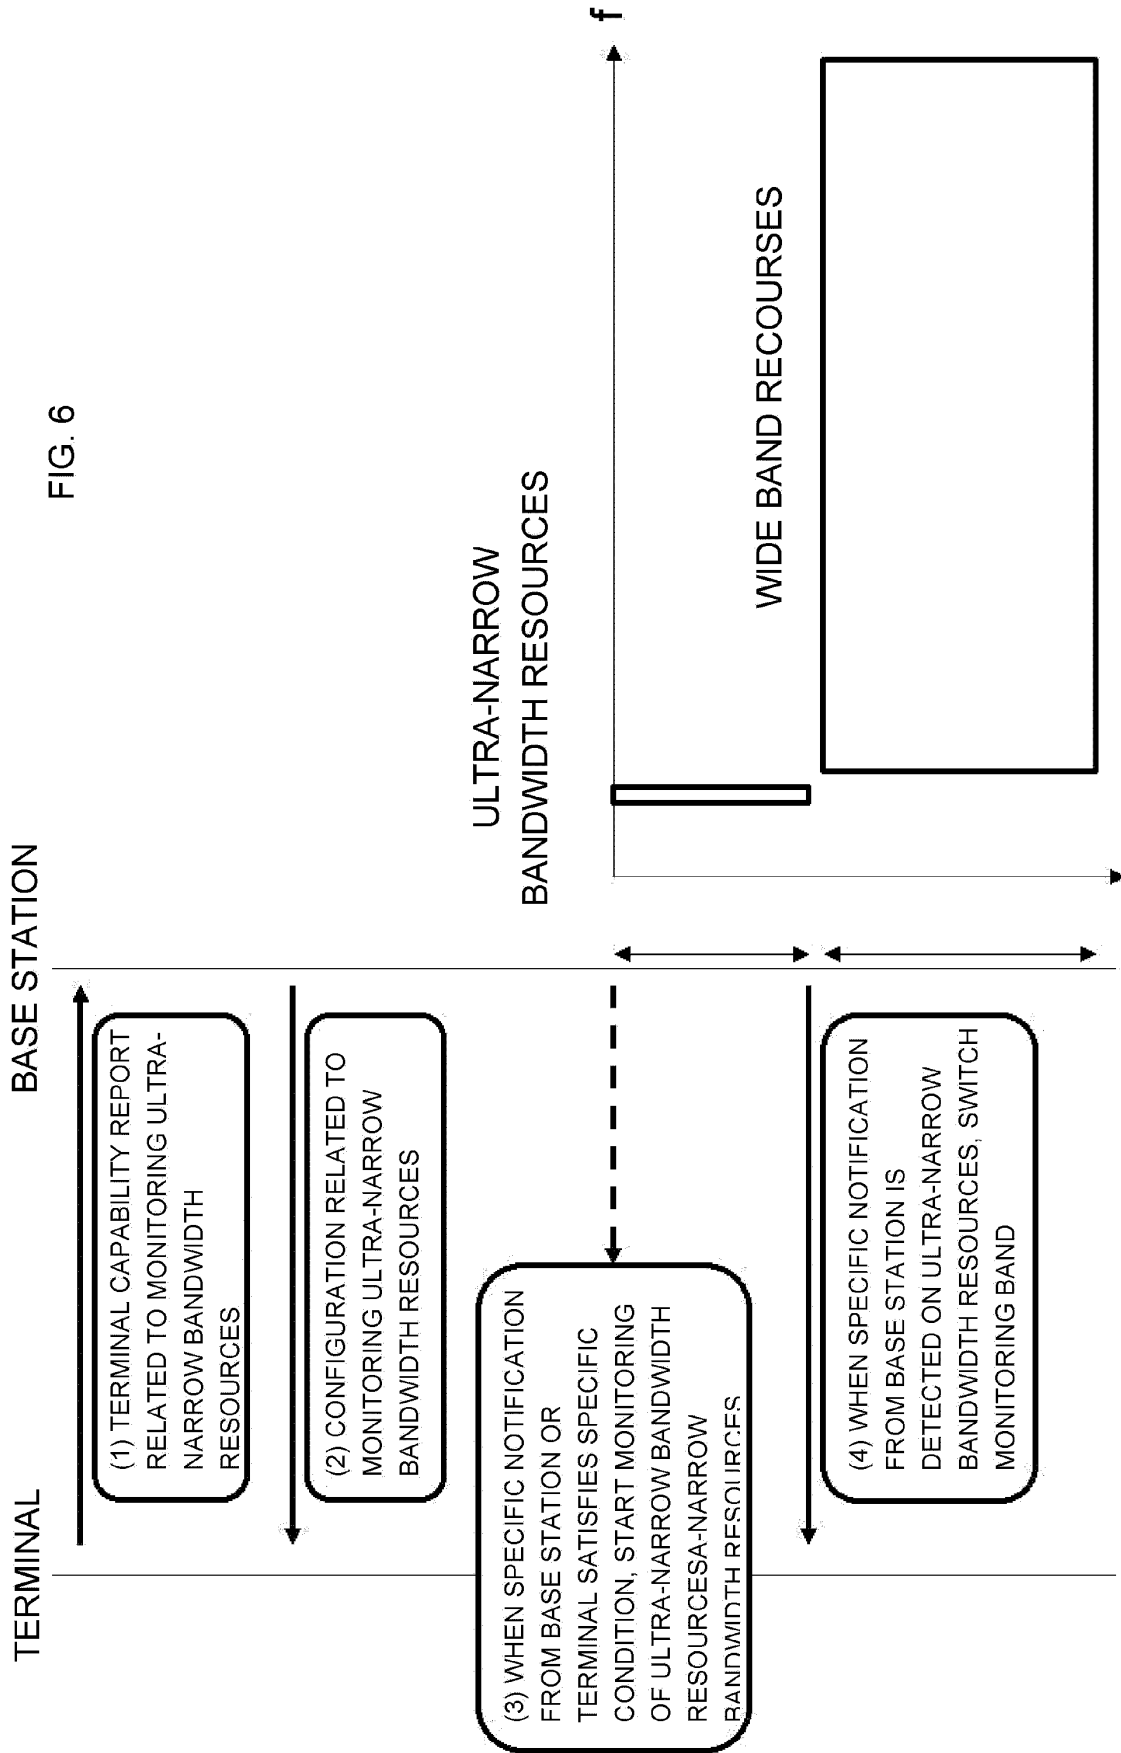 FIG. 6
TERMINAL
BASE STATION
(1) TERMINAL CAPABILITY REPORT
RELATED TO MONITORING ULTRA-
NARROW BANDWIDTH
RESOURCES
(2) CONFIGURATION RELATED TO
MONITORING ULTRA-NARROW
BANDWIDTH RESOURCES
(3) WHEN SPECIFIC NOTIFICATION
FROM BASE STATION OR
TERMINAL SATISFIES SPECIFIC
CONDITION, START MONITORING
OF ULTRA-NARROW BANDWIDTH
RESOURCESA-NARROW
BANDWIDTH RESOURCES
(4) WHEN SPECIFIC NOTIFICATION
FROM BASE STATION IS
DETECTED ON ULTRA-NARROW
BANDWIDTH RESOURCES, SWITCH
MONITORING BAND
ULTRA-NARROW
BANDWIDTH RESOURCES
f
WIDE BAND RECOURSES